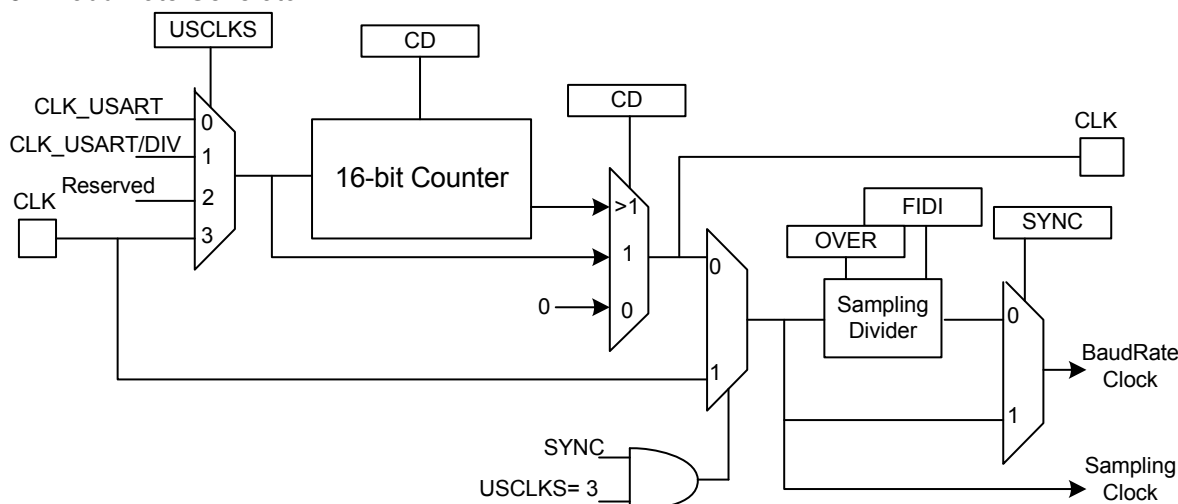 USCLKS
CD
CD
CLK_USART
CLK_USART/DIV
Reserved
CLK
0
1
2
3
16-bit Counter
>1
1
0
0
CLK
FIDI
OVER
SYNC
0
1
Sampling
Divider
0
1
BaudRate
Clock
SYNC
USCLKS= 3
Sampling
Clock